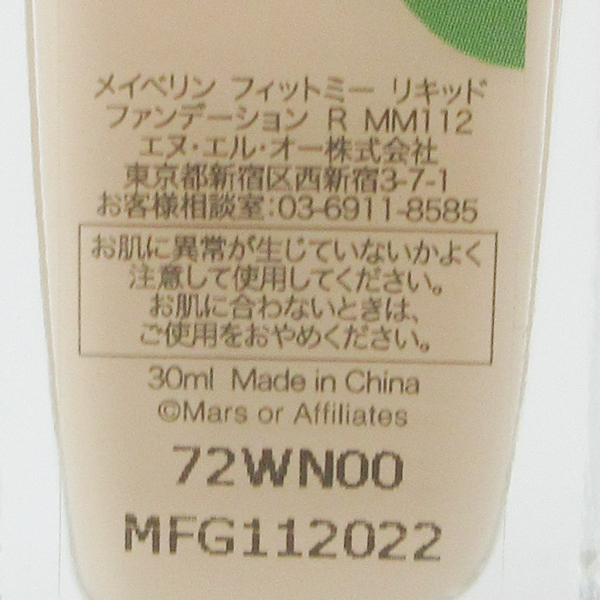 メイベリン フィットミー リキッド
ファンデーション R MM112
エヌ・エル・オー株式会社
東京都新宿区西新宿3-7-1
お客様相談室:03-6911-8585
お肌に異常が生じていないかよく
注意して使用してください。
お肌に合わないときは、
ご使用をおやめください。
30ml Made in China
©Mars or Affiliates
72WN00
MFG112022